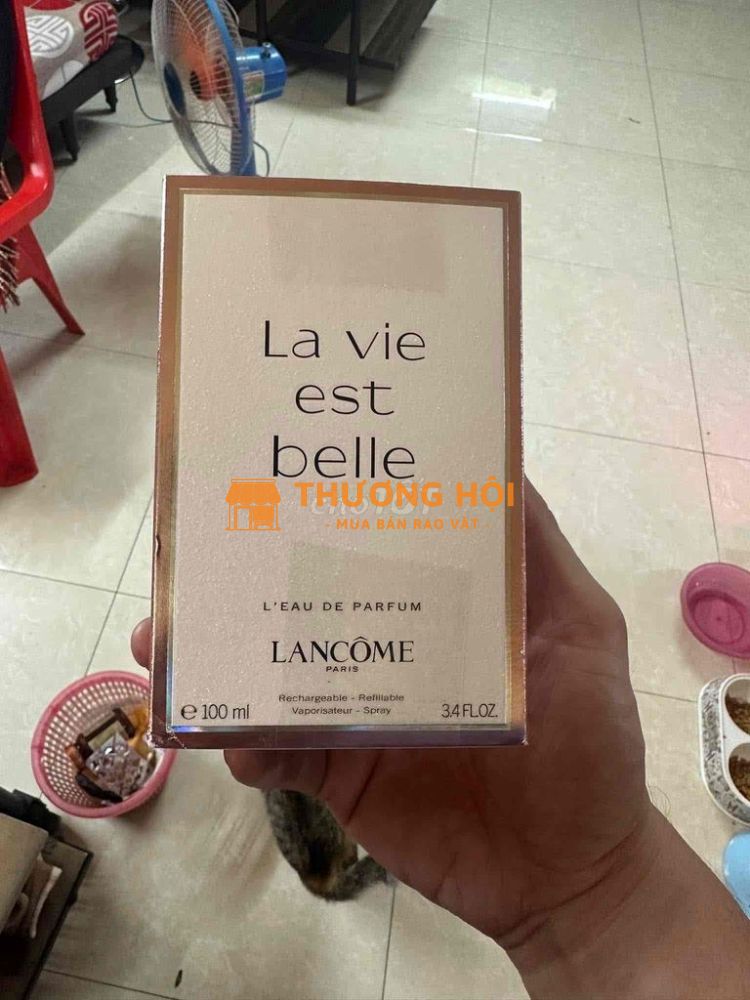 La vie
est
belle
THƯƠNG HỘI
- MUA BÁN RAO VẶT -
L'EAU DE PARFUM
LANCÔME
PARIS
Rechargeable - Refillable
Vaporisateur - Spray
e 100 ml
3.4 FL.OZ.